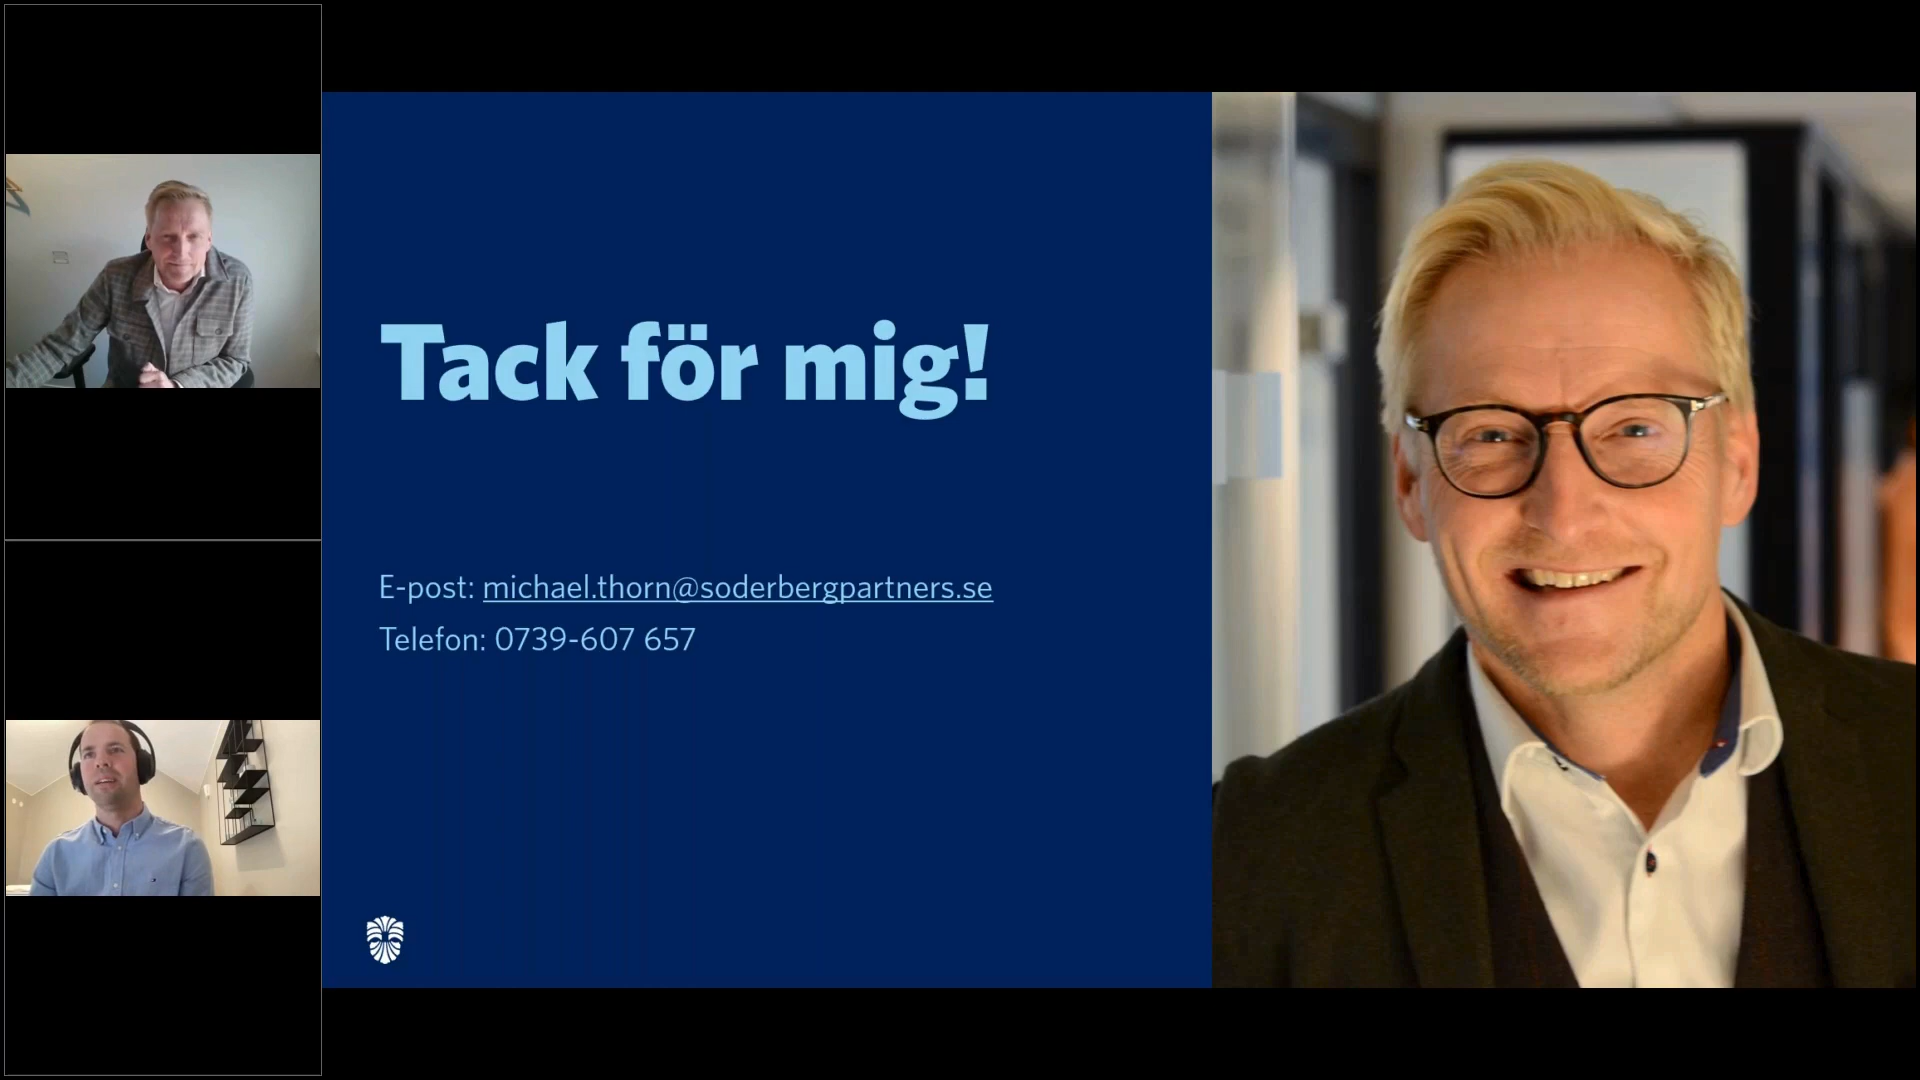 Tack för mig!
E-post: michael.thorn@soderbergpartners.se
Telefon: 0739-607 657